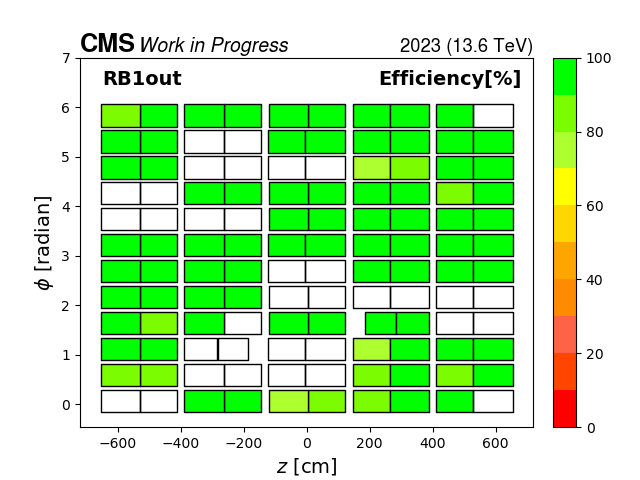 CMS Work in Progress 2023 (13.6 TeV)
RB1out Efficiency[%]
7
6
5
4
3
2
1
0
ϕ [radian]
−600 −400 −200 0 200 400 600
z [cm]
100
80
60
40
20
0